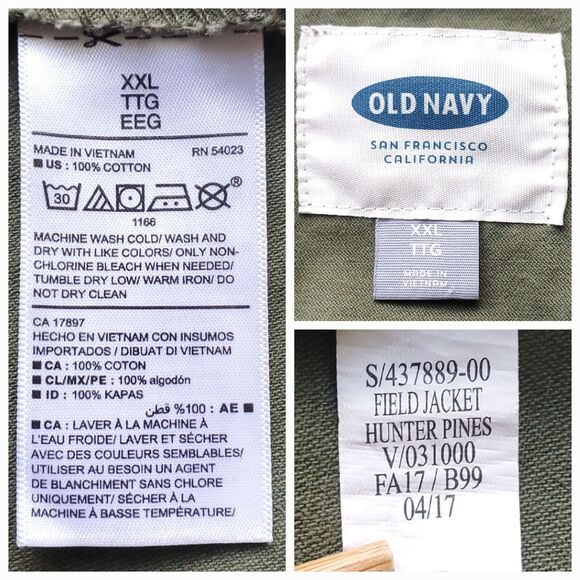 XXL
TTG
EEG
MADE IN VIETNAM RN 54023
■ US : 100% COTTON
30
®
1166
MACHINE WASH COLD/ WASH AND
DRY WITH LIKE COLORS/ ONLY NON-
CHLORINE BLEACH WHEN NEEDED/
TUMBLE DRY LOW/ WARM IRON/ DO
NOT DRY CLEAN
CA 17897
HECHO EN VIETNAM CON INSUMOS
IMPORTADOS / DIBUAT DI VIETNAM
■ CA : 100% COTON
■ CL/MX/PE : 100% algodón
■ ID : 100% KAPAS
■ AE : 100% قطن
■ CA : LAVER À LA MACHINE À
L'EAU FROIDE/ LAVER ET SÉCHER
AVEC DES COULEURS SEMBLABLES/
UTILISER AU BESOIN UN AGENT
DE BLANCHIMENT SANS CHLORE
UNIQUEMENT/ SÉCHER À LA
MACHINE À BASSE TEMPÉRATURE/
OLD NAVY
SAN FRANCISCO
CALIFORNIA
XXL
TTG
MADE IN
VIETNAM
S/437889-00
FIELD JACKET
HUNTER PINES
V/031000
FA17 / B99
04/17